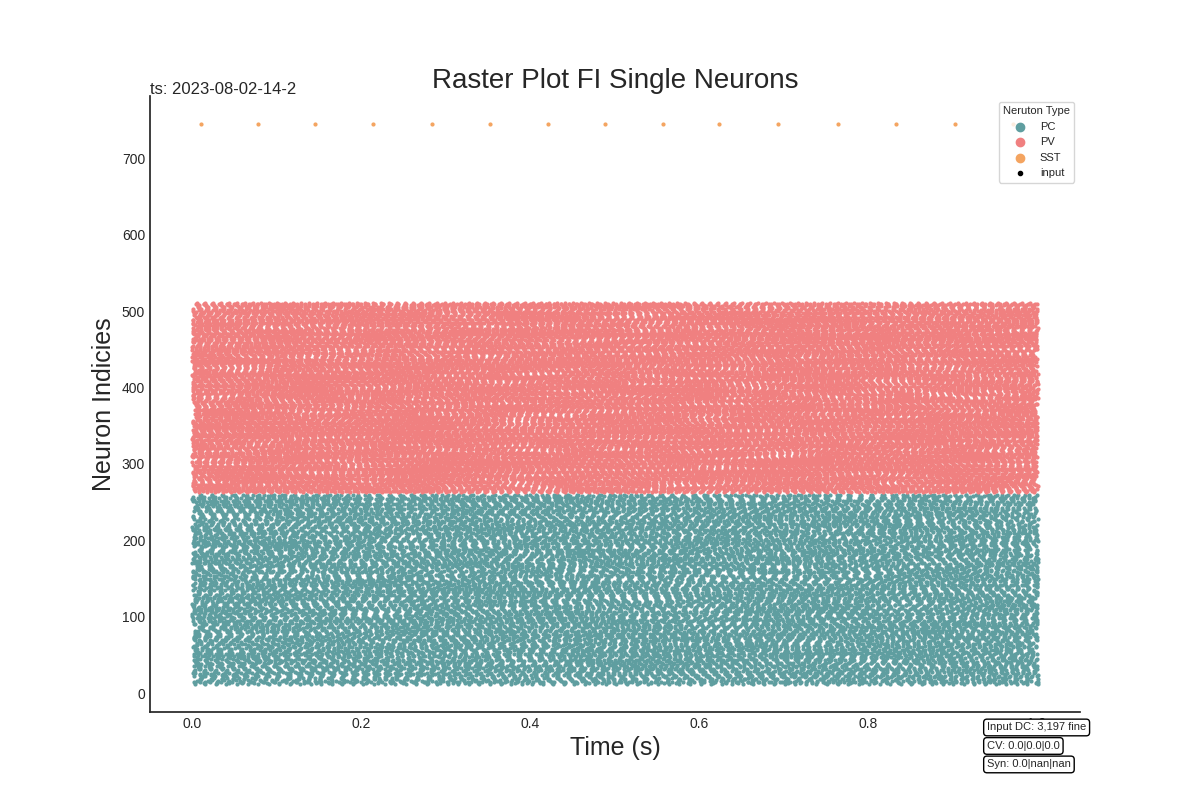 Raster Plot FI Single Neurons
ts: 2023-08-02-14-2
Neruton Type
PC
PV
SST
input
700
600
500
400
300
200
100
0
Neuron Indicies
0.0 0.2 0.4 0.6 0.8
Time (s)
Input DC: 3,197 fine
CV: 0.0|0.0|0.0
Syn: 0.0|nan|nan